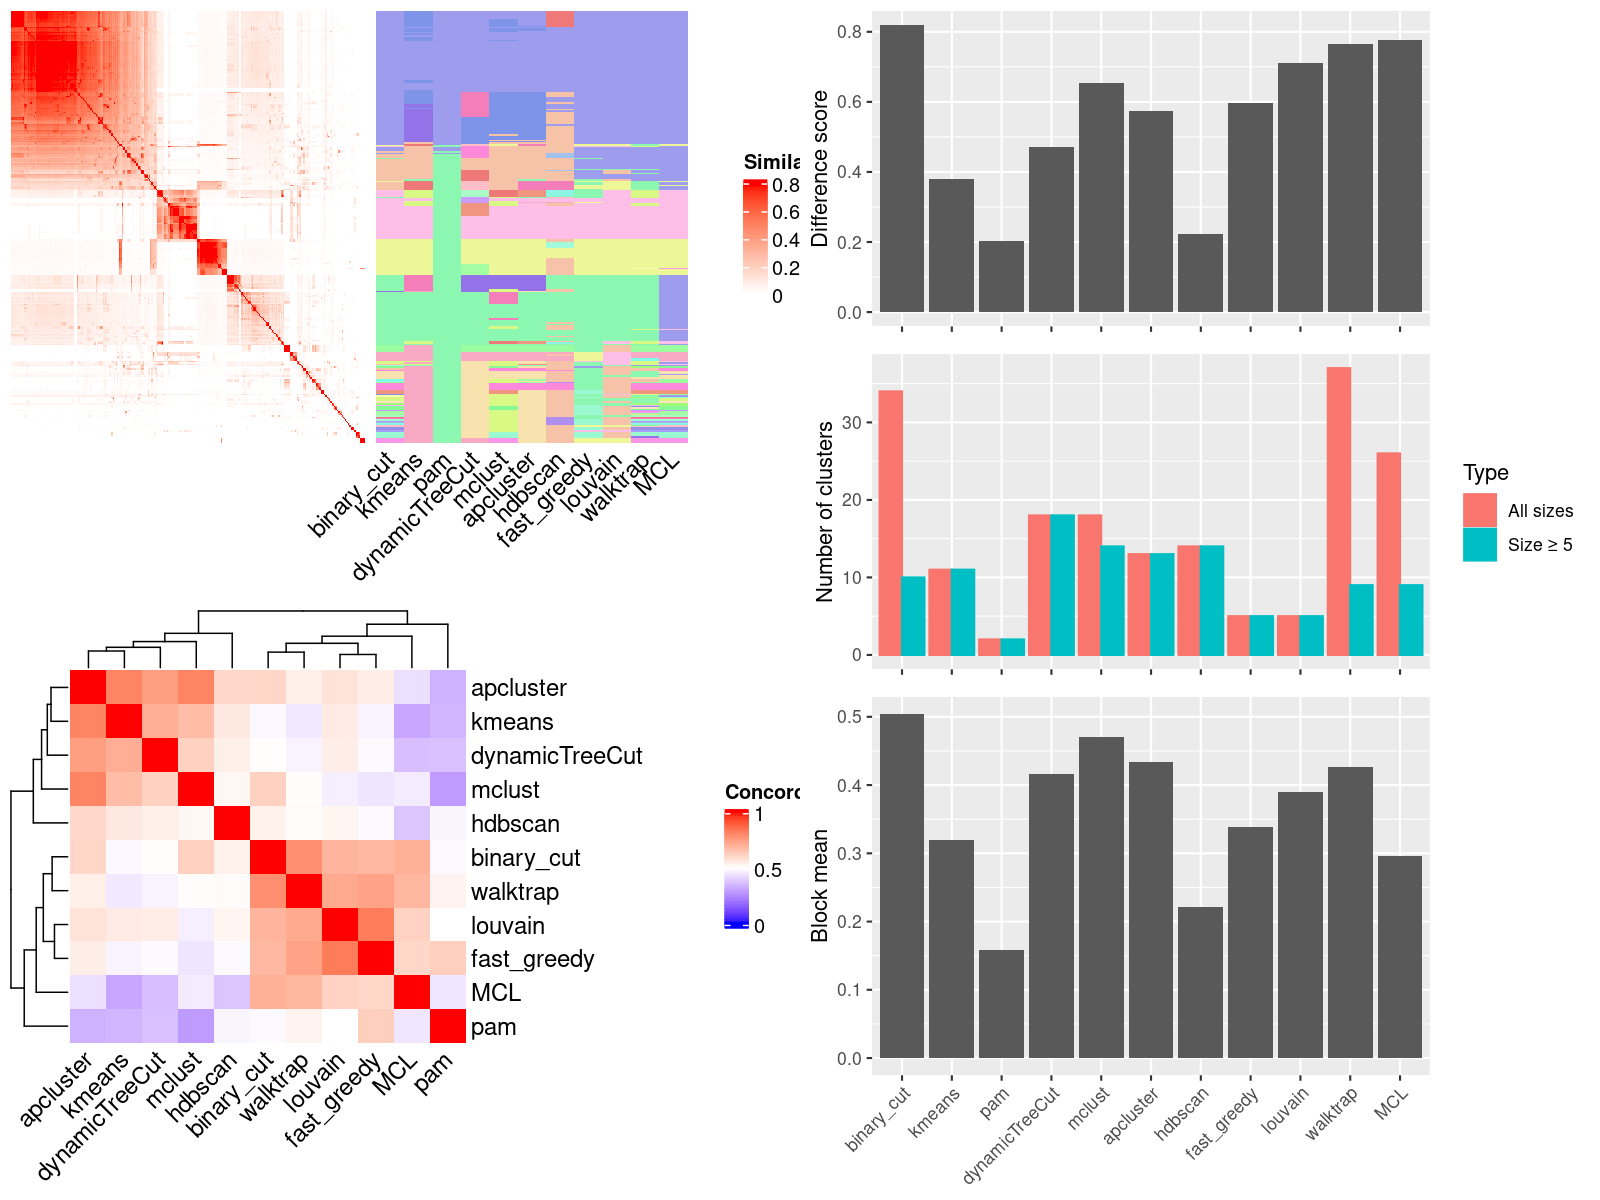 Simila
0.8
0.6
0.4
0.2
0
binary_cut
kmeans
pam
dynamicTreeCut
mclust
apcluster
hdbscan
fast_greedy
louvain
walktrap
MCL
apcluster
kmeans
dynamicTreeCut
mclust
hdbscan
binary_cut
walktrap
louvain
fast_greedy
MCL
pam
apcluster
kmeans
dynamicTreeCut
mclust
hdbscan
binary_cut
walktrap
louvain
fast_greedy
MCL
pam
Concord
1
0.5
0
Difference score
0.8
0.6
0.4
0.2
0.0
Number of clusters
30
20
10
0
Type
All sizes
Size ≥ 5
Block mean
0.5
0.4
0.3
0.2
0.1
0.0
binary_cut
kmeans
pam
dynamicTreeCut
mclust
apcluster
hdbscan
fast_greedy
louvain
walktrap
MCL